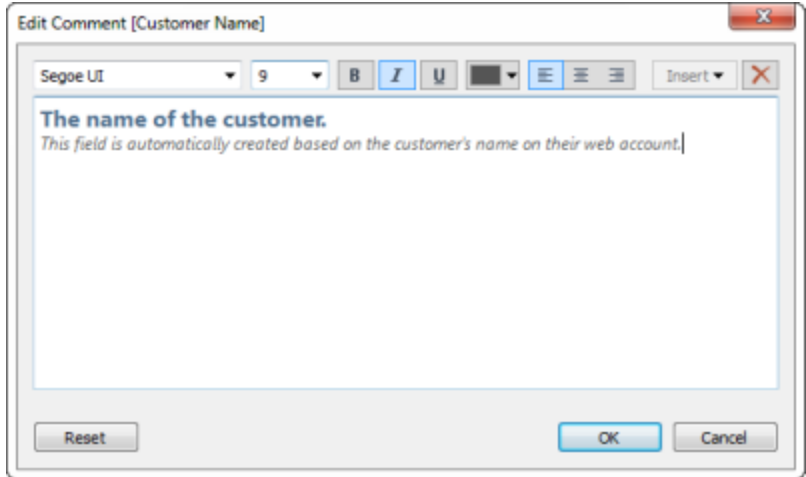 Edit Comment [Customer Name]
Segoe UI 9 B I U Insert
The name of the customer.
This field is automatically created based on the customer's name on their web account.
Reset OK Cancel